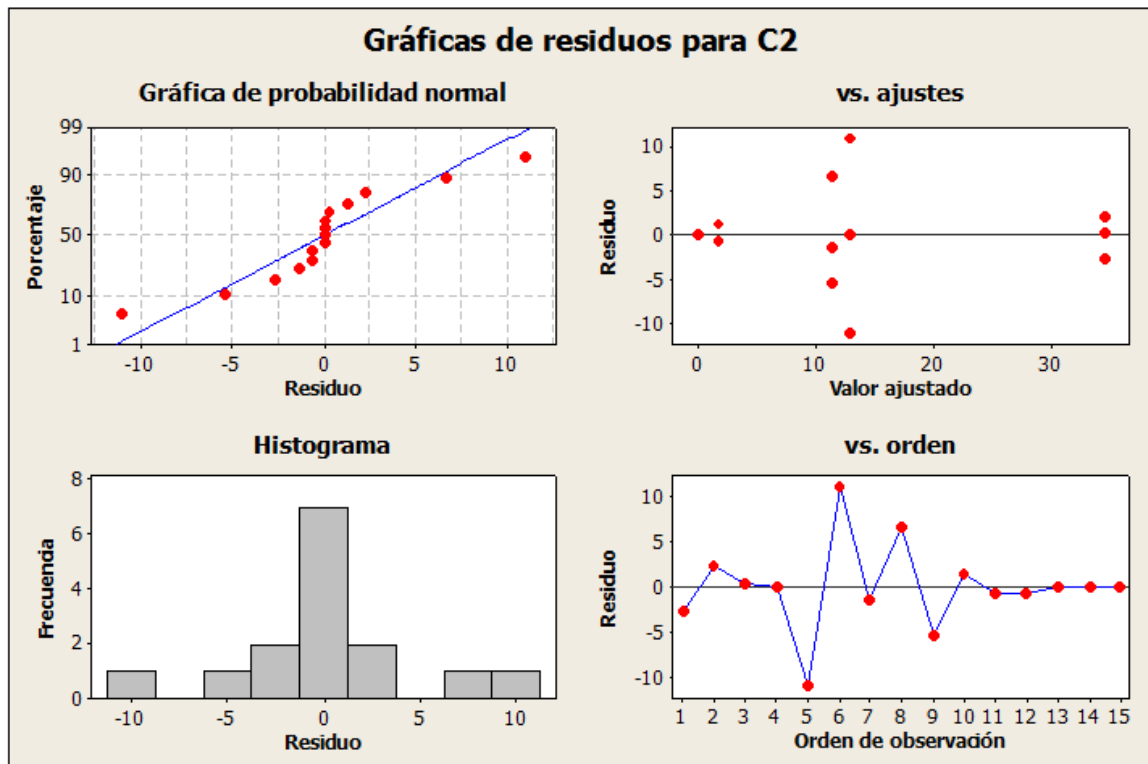 Gráficas de residuos para C2
Gráfica de probabilidad normal
99
90
50
10
1
Porcentaje
-10 -5 0 5 10
Residuo
vs. ajustes
10
5
0
-5
-10
Residuo
0 10 20 30
Valor ajustado
Histograma
8
6
4
2
0
Frecuencia
-10 -5 0 5 10
Residuo
vs. orden
10
5
0
-5
-10
Residuo
1 2 3 4 5 6 7 8 9 10 11 12 13 14 15
Orden de observación